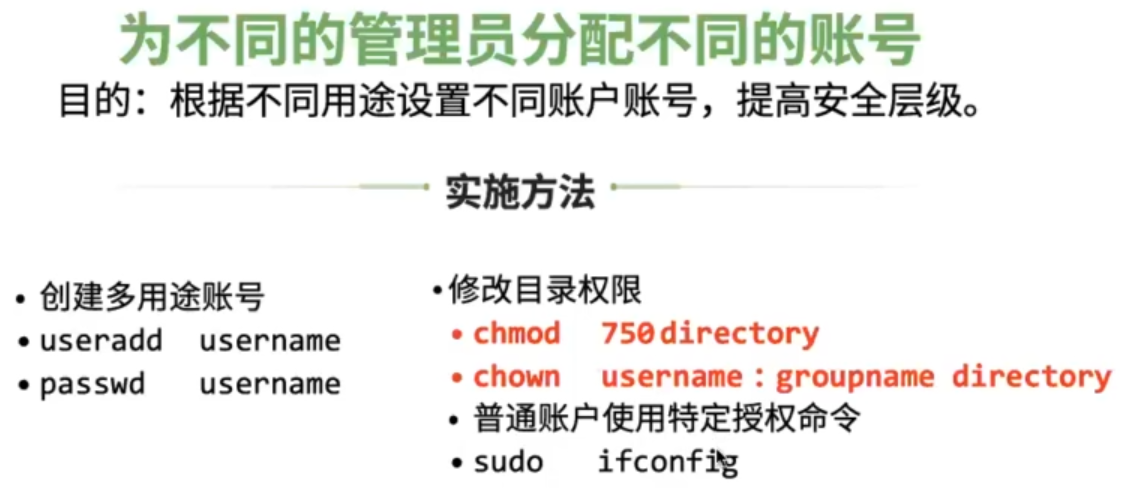 为不同的管理员分配不同的账号
目的：根据不同用途设置不同账户账号，提高安全层级。
实施方法
• 创建多用途账号
• useradd username
• passwd username
• 修改目录权限
• chmod 750 directory
• chown username：groupname directory
• 普通账户使用特定授权命令
• sudo ifconfig